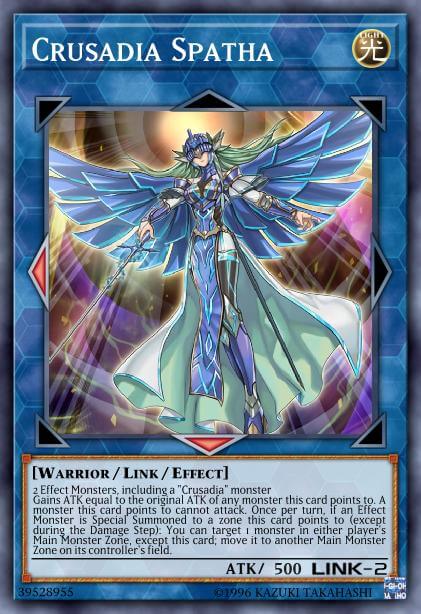 CRUSADIA SPATHA
LIGHT
光
[WARRIOR / LINK / EFFECT]
2 Effect Monsters, including a "Crusadia" monster
Gains ATK equal to the original ATK of any monster this card points to. A
monster this card points to cannot attack. Once per turn, if an Effect
Monster is Special Summoned to a zone this card points to (except
during the Damage Step): You can target 1 monster in either player's
Main Monster Zone, except this card; move it to another Main Monster
Zone on its controller's field.
ATK/ 500 LINK-2
39528955
©1996 KAZUKI TAKAHASHI